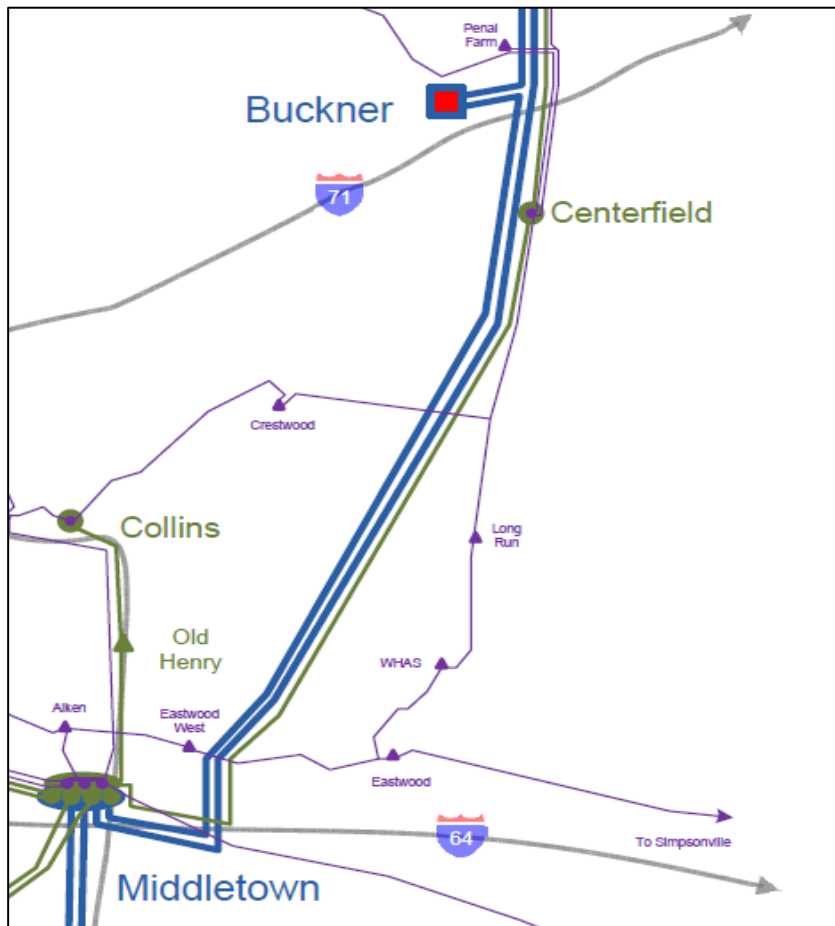 Penal
Farm
Buckner
71
Centerfield
Crestwood
Collins
Long
Run
Old
Henry
WHAS
Aiken
Eastwood
West
Eastwood
64
To Simpsonville
Middletown